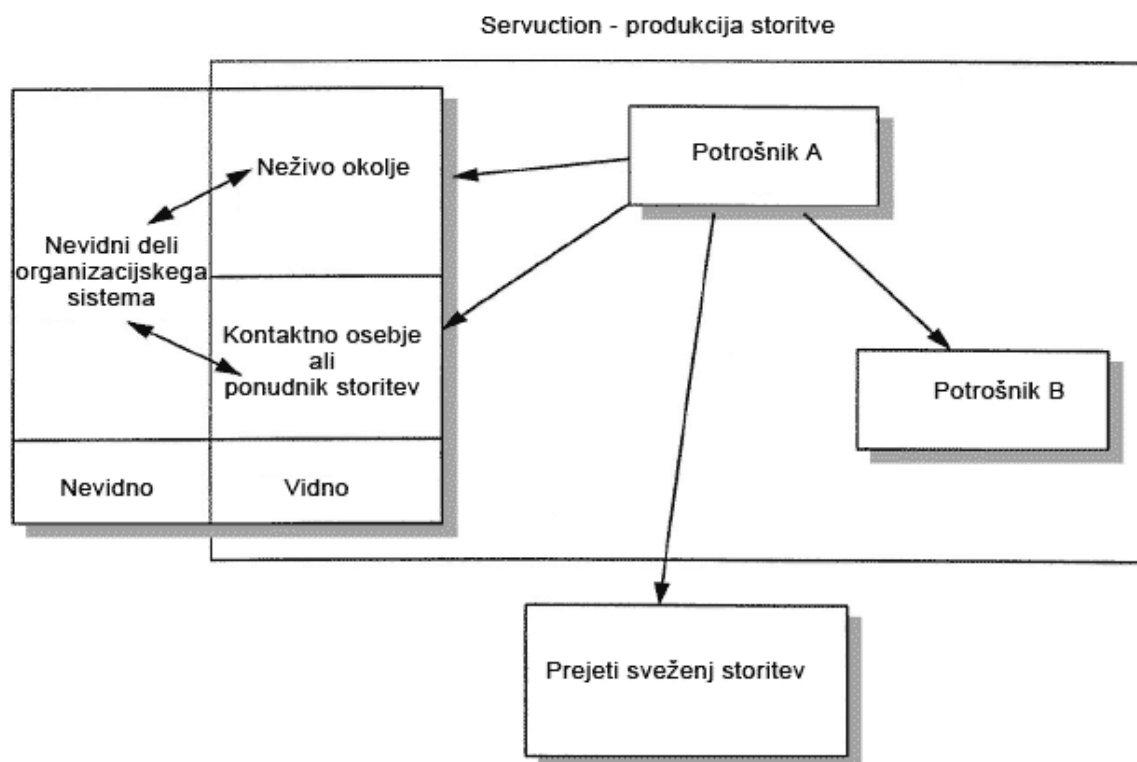 Servuction - produkcija storitve
Neživo okolje
Potrošnik A
Nevidni deli
organizacijskega
sistema
Kontaktno osebje
ali
ponudnik storitev
Potrošnik B
Nevidno
Vidno
Prejeti sveženj storitev